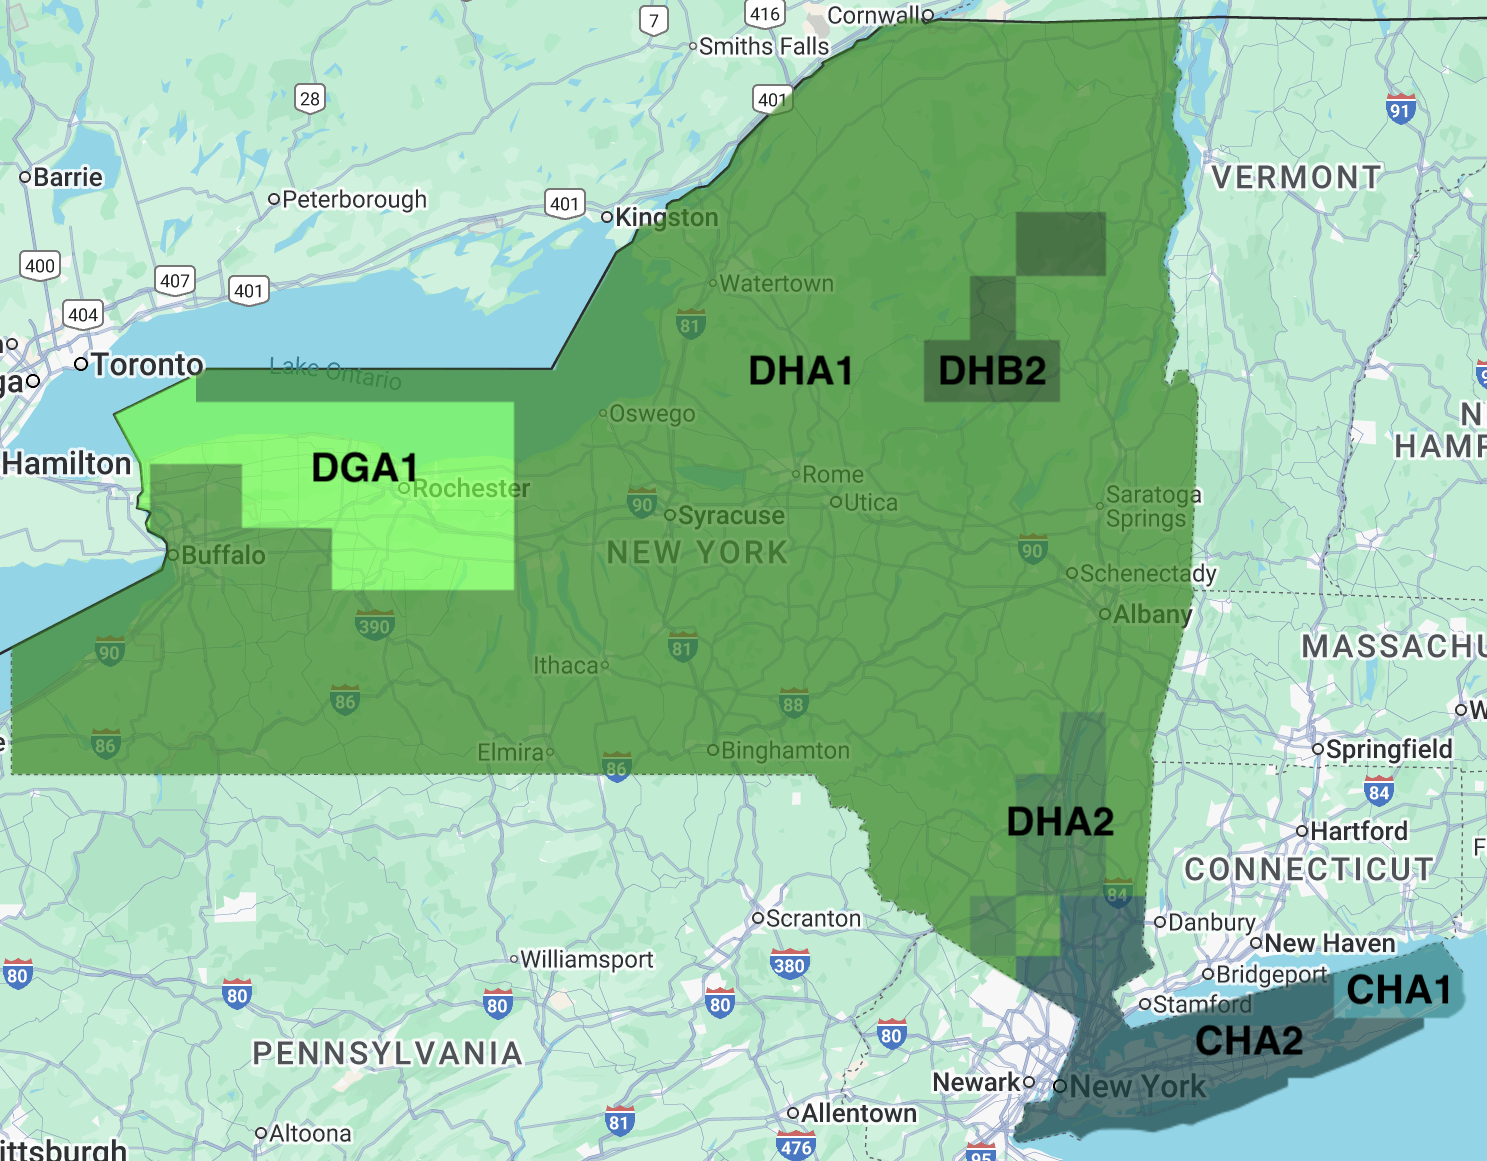 7
416
Cornwall
Smiths Falls
28
401
91
Barrie
Peterborough
VERMONT
401
Kingston
400
407
401
Watertown
404
81
Toronto
Lake Ontario
DHA1
DHB2
ga
Oswego
N
HAMP
Hamilton
DGA1
Rochester
Rome
Saratoga
Springs
90
Syracuse
Utica
NEW YORK
90
Buffalo
Schenectady
Albany
390
90
Ithaca
81
MASSACHU
86
88
W
86
Elmira
86
Binghamton
Springfield
84
DHA2
Hartford
CONNECTICUT
F
84
Scranton
Danbury
New Haven
80
380
Williamsport
Bridgeport
80
80
80
Stamford
CHA1
80
CHA2
PENNSYLVANIA
Newark
New York
81
Allentown
Altoona
476
95
ittsburgh